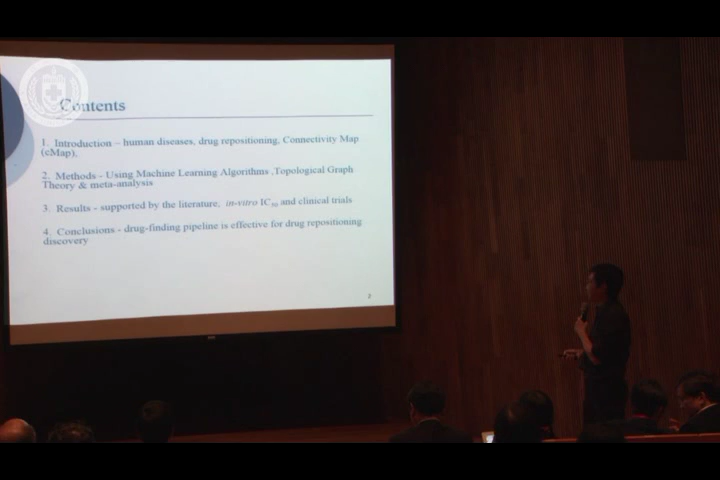 Contents
1. Introduction – human diseases, drug repositioning, Connectivity Map
(cMap),
2. Methods - Using Machine Learning Algorithms ,Topological Graph
Theory & meta-analysis
3. Results - supported by the literature, in-vitro IC50 and clinical trials
4. Conclusions - drug-finding pipeline is effective for drug repositioning
discovery
2